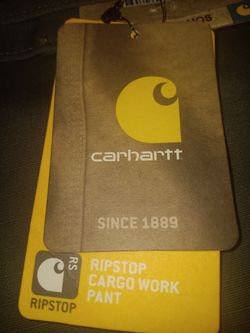 carhartt
SINCE 1889
RS
RIPSTOP
RIPSTOP
CARGO WORK
PANT